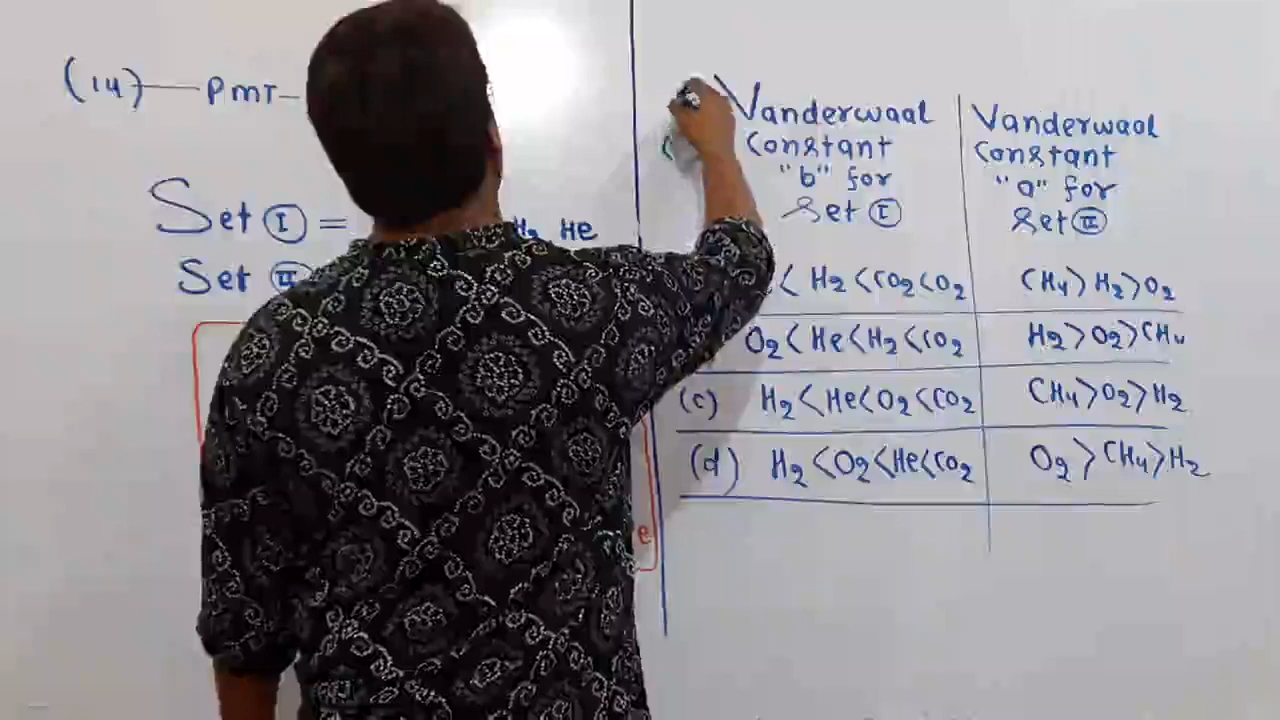 (14) — PMT —
Set Ⅰ = H2 He
Set Ⅱ
e
Vanderwaal
Constant
"b" for
Set Ⅰ
Vanderwaal
Constant
"a" for
Set Ⅱ
< H2 < CO2 < O2
CH4 > H2 > O2
O2 < He < H2 < CO2
H2 > O2 > CH4
(c) H2 < He < O2 < CO2
CH4 > O2 > H2
(d) H2 < O2 < He < CO2
O2 > CH4 > H2